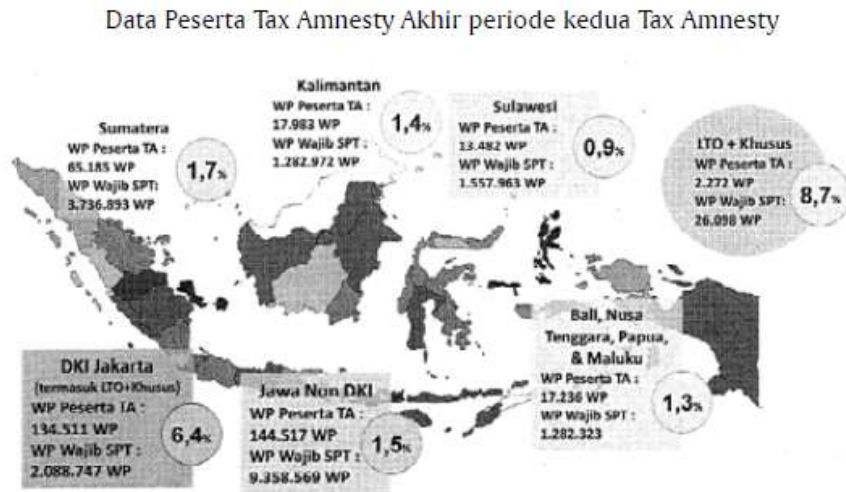 Data Peserta Tax Amnesty Akhir periode kedua Tax Amnesty
Kalimantan
WP Peserta TA :
17.983 WP
WP Wajib SPT :
1.282.972 WP
1,4%
Sulawesi
WP Peserta TA :
13.482 WP
WP Wajib SPT :
1.557.963 WP
0,9%
Sumatera
WP Peserta TA :
65.185 WP
WP Wajib SPT:
3.736.893 WP
1,7%
LTO + Khusus
WP Peserta TA :
2.272 WP
WP Wajib SPT:
26.098 WP
8,7%
Bali, Nusa
Tenggara, Papua,
& Maluku
WP Peserta TA :
17.236 WP
WP Wajib SPT :
1.282.323
1,3%
DKI Jakarta
(termasuk LTO+Khusus)
WP Peserta TA :
134.511 WP
WP Wajib SPT :
2.088.747 WP
6,4%
Jawa Non DKI
WP Peserta TA :
144.517 WP
WP Wajib SPT :
9.358.569 WP
1,5%